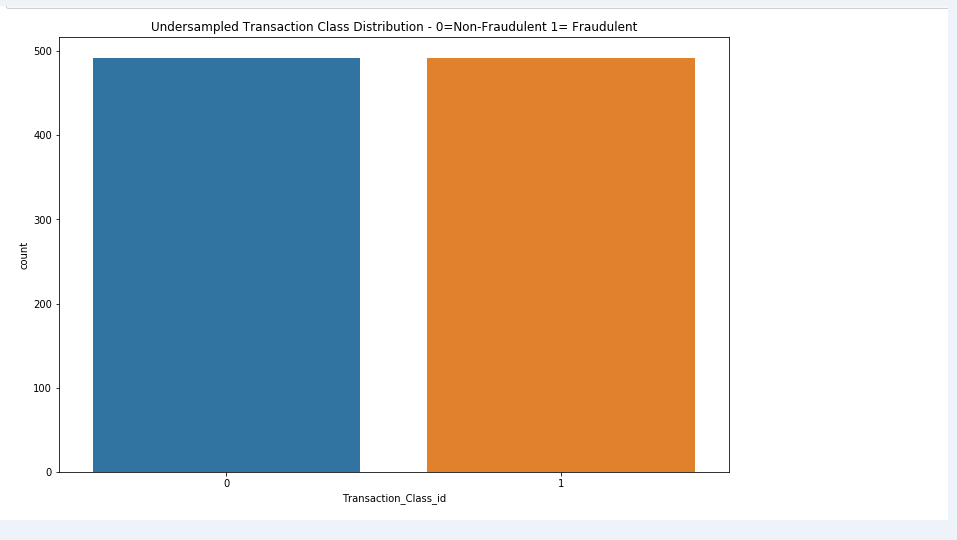 Undersampled Transaction Class Distribution - 0=Non-Fraudulent 1= Fraudulent
500
400
300
200
100
0
count
0 1
Transaction_Class_id